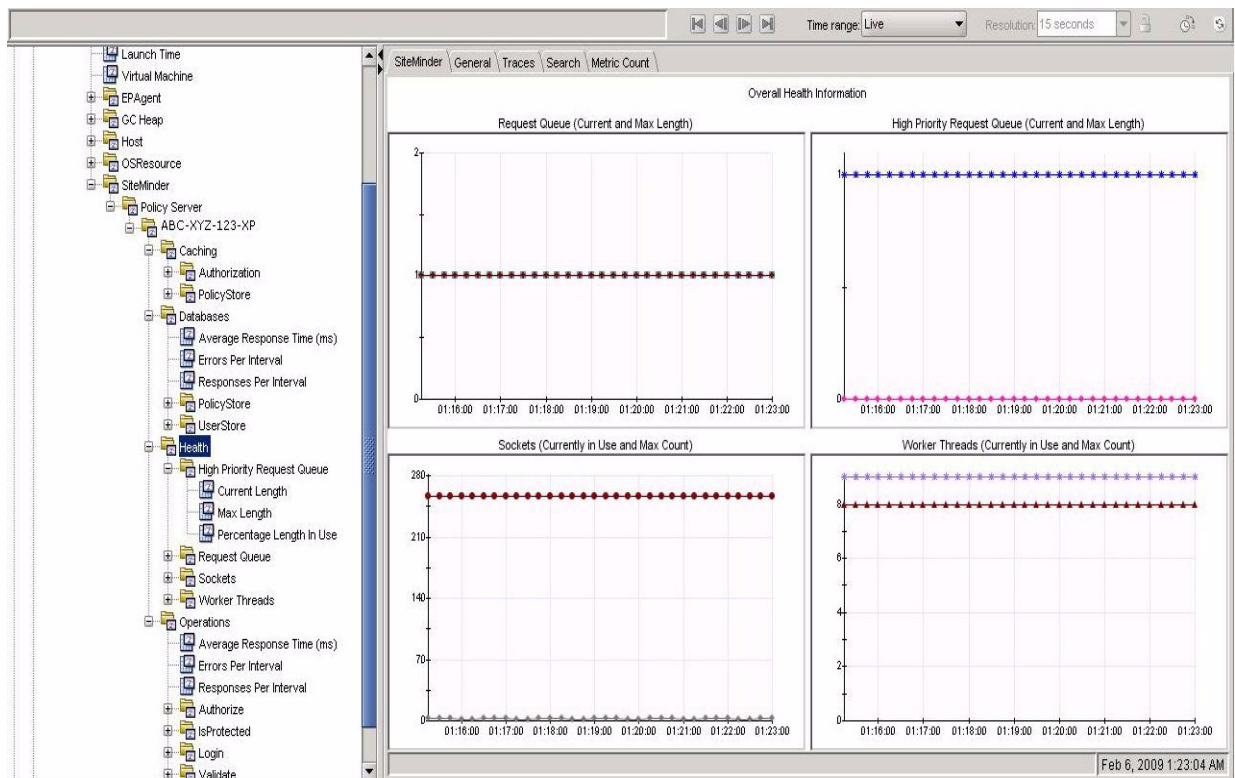 Time range: Live
Resolution: 15 seconds
Launch Time
Virtual Machine
EPAgent
GC Heap
Host
OSResource
SiteMinder
Policy Server
ABC-XYZ-123-XP
Caching
Authorization
PolicyStore
Databases
Average Response Time (ms)
Errors Per Interval
Responses Per Interval
PolicyStore
UserStore
Health
High Priority Request Queue
Current Length
Max Length
Percentage Length In Use
Request Queue
Sockets
Worker Threads
Operations
Average Response Time (ms)
Errors Per Interval
Responses Per Interval
Authorize
IsProtected
Login
Validate
SiteMinder General Traces Search Metric Count
Overall Health Information
Request Queue (Current and Max Length)
2
1
0
01:16:00 01:17:00 01:18:00 01:19:00 01:20:00 01:21:00 01:22:00 01:23:00
High Priority Request Queue (Current and Max Length)
1
0
01:16:00 01:17:00 01:18:00 01:19:00 01:20:00 01:21:00 01:22:00 01:23:00
Sockets (Currently in Use and Max Count)
280
210
140
70
0
01:16:00 01:17:00 01:18:00 01:19:00 01:20:00 01:21:00 01:22:00 01:23:00
Worker Threads (Currently in Use and Max Count)
8
6
4
2
0
01:16:00 01:17:00 01:18:00 01:19:00 01:20:00 01:21:00 01:22:00 01:23:00
Feb 6, 2009 1:23:04 AM